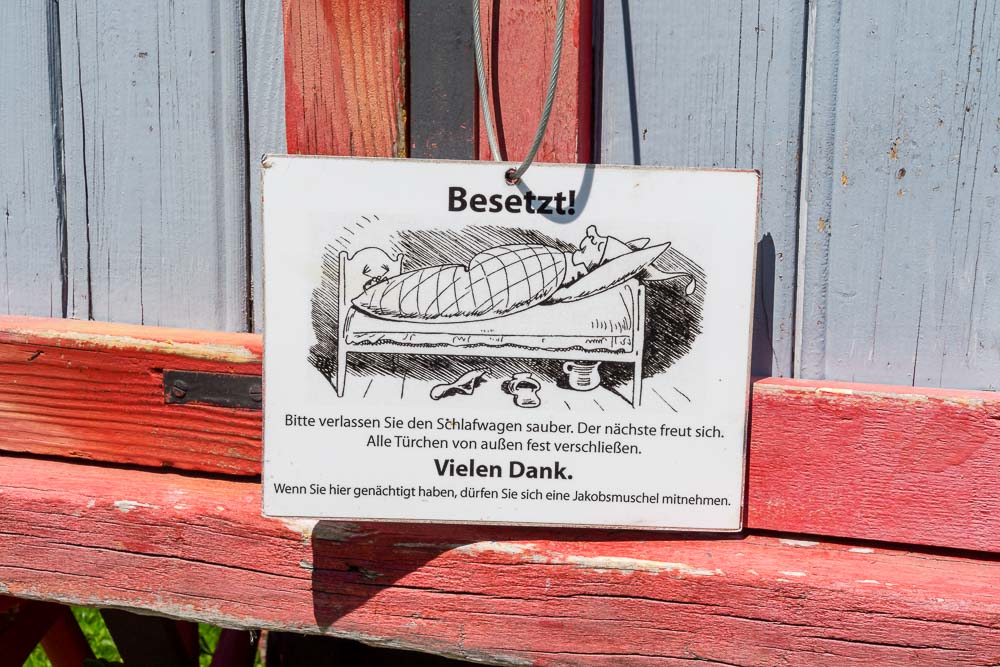 Besetzt!
Bitte verlassen Sie den Schlafwagen sauber. Der nächste freut sich.
Alle Türchen von außen fest verschließen.
Vielen Dank.
Wenn Sie hier genächtigt haben, dürfen Sie sich eine Jakobsmuschel mitnehmen.